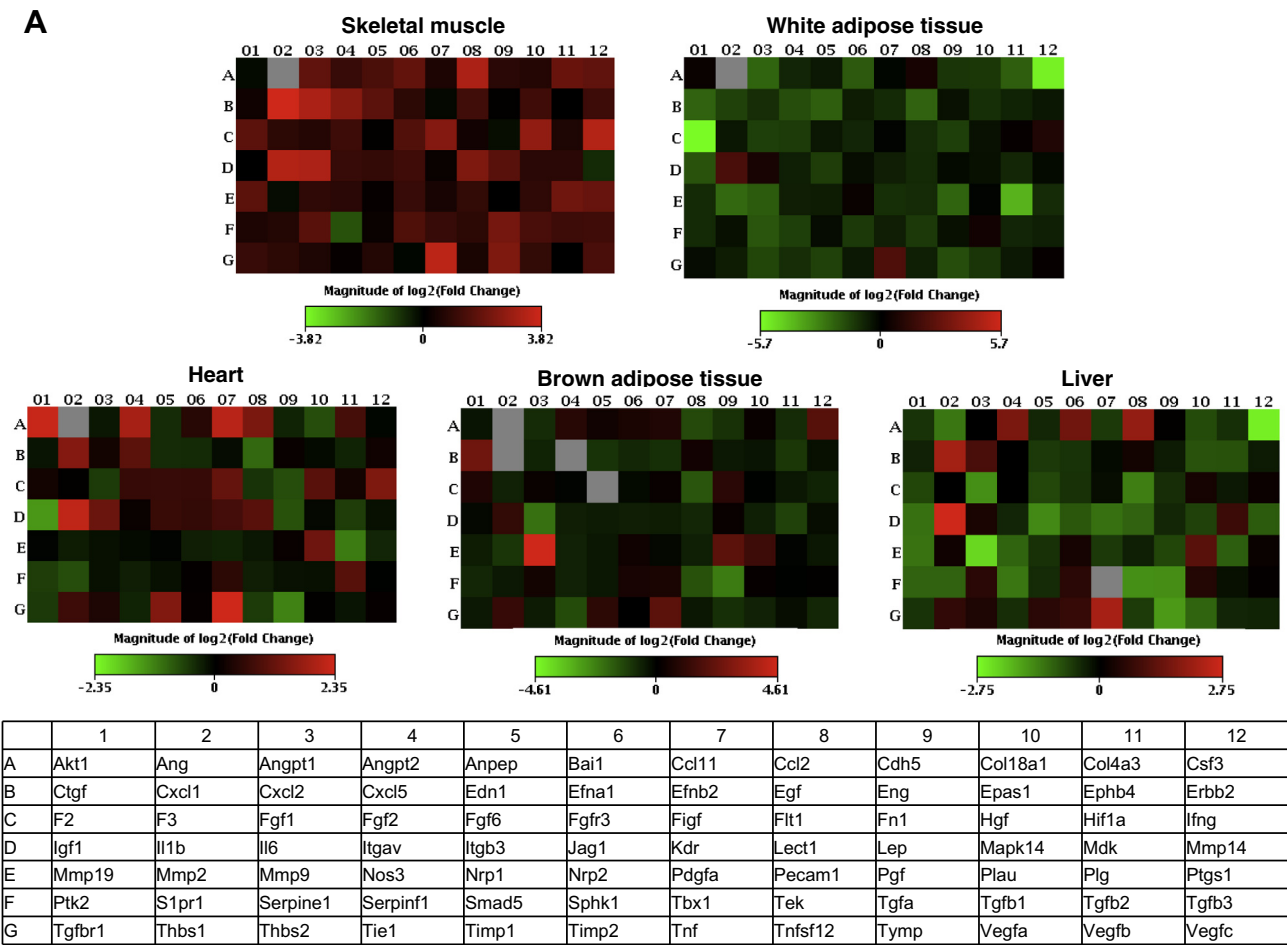 A
Skeletal muscle
01 02 03 04 05 06 07 08 09 10 11 12
A
B
C
D
E
F
G
Magnitude of log2(Fold Change)
-3.82 0 3.82
White adipose tissue
01 02 03 04 05 06 07 08 09 10 11 12
A
B
C
D
E
F
G
Magnitude of log2(Fold Change)
-5.7 0 5.7
Heart
01 02 03 04 05 06 07 08 09 10 11 12
A
B
C
D
E
F
G
Magnitude of log2(Fold Change)
-2.35 0 2.35
Brown adipose tissue
01 02 03 04 05 06 07 08 09 10 11 12
A
B
C
D
E
F
G
Magnitude of log2(Fold Change)
-4.61 0 4.61
Liver
01 02 03 04 05 06 07 08 09 10 11 12
A
B
C
D
E
F
G
Magnitude of log2(Fold Change)
-2.75 0 2.75
1 2 3 4 5 6 7 8 9 10 11 12
A Akt1 Ang Angpt1 Angpt2 Anpep Bai1 Ccl11 Ccl2 Cdh5 Col18a1 Col4a3 Csf3
B Ctgf Cxcl1 Cxcl2 Cxcl5 Edn1 Efna1 Efnb2 Egf Eng Epas1 Ephb4 Erbb2
C F2 F3 Fgf1 Fgf2 Fgf6 Fgfr3 Figf Flt1 Fn1 Hgf Hif1a Ifng
D Igf1 Il1b Il6 Itgav Itgb3 Jag1 Kdr Lect1 Lep Mapk14 Mdk Mmp14
E Mmp19 Mmp2 Mmp9 Nos3 Nrp1 Nrp2 Pdgfa Pecam1 Pgf Plau Plg Ptgs1
F Ptk2 S1pr1 Serpine1 Serpinf1 Smad5 Sphk1 Tbx1 Tek Tgfa Tgfb1 Tgfb2 Tgfb3
G Tgfbr1 Thbs1 Thbs2 Tie1 Timp1 Timp2 Tnf Tnfsf12 Tymp Vegfa Vegfb Vegfc